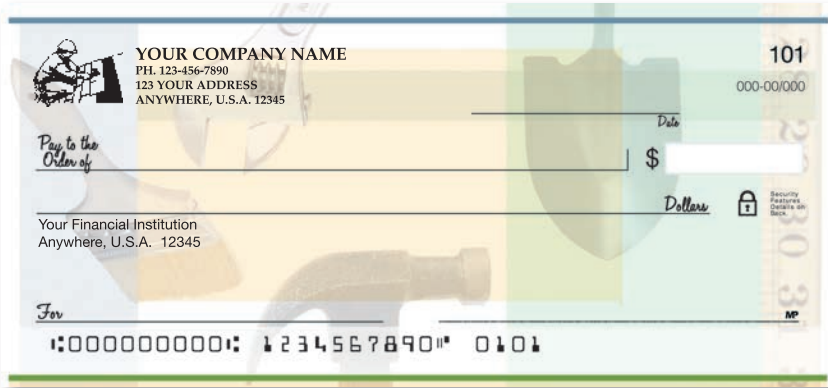 YOUR COMPANY NAME
PH. 123-456-7890
123 YOUR ADDRESS
ANYWHERE, U.S.A. 12345
101
000-00/000
Date
Pay to the
Order of
$
Dollars
Security
Features
Details on
Back.
Your Financial Institution
Anywhere, U.S.A. 12345
For
MP
⑆000000000⑆ 1234567890⑈ 0101